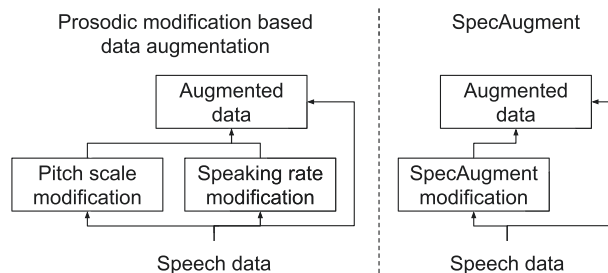 Prosodic modification based
data augmentation
Augmented
data
Pitch scale
modification
Speaking rate
modification
Speech data
SpecAugment
Augmented
data
SpecAugment
modification
Speech data